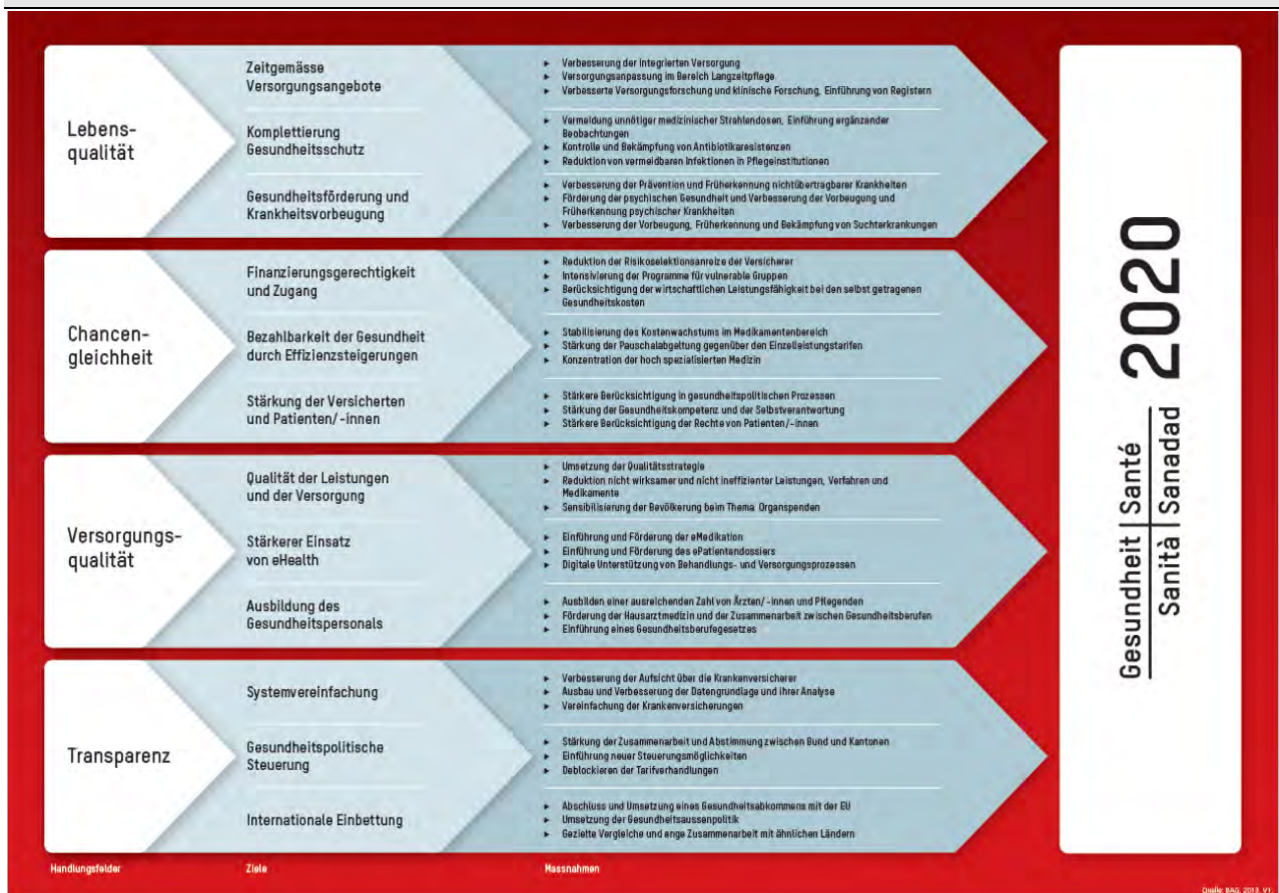 Lebens-
qualität
Zeitgemässe
Versorgungsangebote
► Verbesserung der integrierten Versorgung
► Versorgungsanpassung im Bereich Langzeitpflege
► Verbesserte Versorgungsforschung und klinische Forschung, Einführung von Registern
Komplettierung
Gesundheitsschutz
► Vermeidung unnötiger medizinischer Strahlendosen, Einführung ergänzender
Beobachtungen
► Kontrolle und Bekämpfung von Antibiotikaresistenzen
► Reduktion von vermeidbaren Infektionen in Pflegeinstitutionen
Gesundheitsförderung und
Krankheitsvorbeugung
► Verbesserung der Prävention und Früherkennung nichtübertragbarer Krankheiten
► Förderung der psychischen Gesundheit und Verbesserung der Vorbeugung und
Früherkennung psychischer Krankheiten
► Verbesserung der Vorbeugung, Früherkennung und Bekämpfung von Suchterkrankungen
Chancen-
gleichheit
Finanzierungsgerechtigkeit
und Zugang
► Reduktion der Risikoselektionsanreize der Versicherer
► Intensivierung der Programme für vulnerable Gruppen
► Berücksichtigung der wirtschaftlichen Leistungsfähigkeit bei den selbst getragenen
Gesundheitskosten
Bezahlbarkeit der Gesundheit
durch Effizienzsteigerungen
► Stabilisierung des Kostenwachstums im Medikamentenbereich
► Stärkung der Pauschalabgeltung gegenüber den Einzelleistungstarifen
► Konzentration der hoch spezialisierten Medizin
Stärkung der Versicherten
und Patienten/-innen
► Stärkere Berücksichtigung in gesundheitspolitischen Prozessen
► Stärkung der Gesundheitskompetenz und der Selbstverantwortung
► Stärkere Berücksichtigung der Rechte von Patienten/-innen
Versorgungs-
qualität
Qualität der Leistungen
und der Versorgung
► Umsetzung der Qualitätsstrategie
► Reduktion nicht wirksamer und nicht ineffizienter Leistungen, Verfahren und
Medikamente
► Sensibilisierung der Bevölkerung beim Thema Organspenden
Stärkerer Einsatz
von eHealth
► Einführung und Förderung der eMedikation
► Einführung und Förderung des ePatientendossiers
► Digitale Unterstützung von Behandlungs- und Versorgungsprozessen
Ausbildung des
Gesundheitspersonals
► Ausbilden einer ausreichenden Zahl von Ärzten/-innen und Pflegenden
► Förderung der Hausarztmedizin und der Zusammenarbeit zwischen Gesundheitsberufen
► Einführung eines Gesundheitsberufegesetzes
Transparenz
Systemvereinfachung
► Verbesserung der Aufsicht über die Krankenversicherer
► Ausbau und Verbesserung der Datengrundlage und ihrer Analyse
► Vereinfachung der Krankenversicherungen
Gesundheitspolitische
Steuerung
► Stärkung der Zusammenarbeit und Abstimmung zwischen Bund und Kantonen
► Einführung neuer Steuerungsmöglichkeiten
► Deblockieren der Tarifverhandlungen
Internationale Einbettung
► Abschluss und Umsetzung eines Gesundheitsabkommens mit der EU
► Umsetzung der Gesundheitsaussenpolitik
► Gezielte Vergleiche und enge Zusammenarbeit mit ähnlichen Ländern
Handlungsfelder
Ziele
Massnahmen
Gesundheit | Santé
Sanità | Sanadad
2020
Quelle: BAG, 2013, V1.